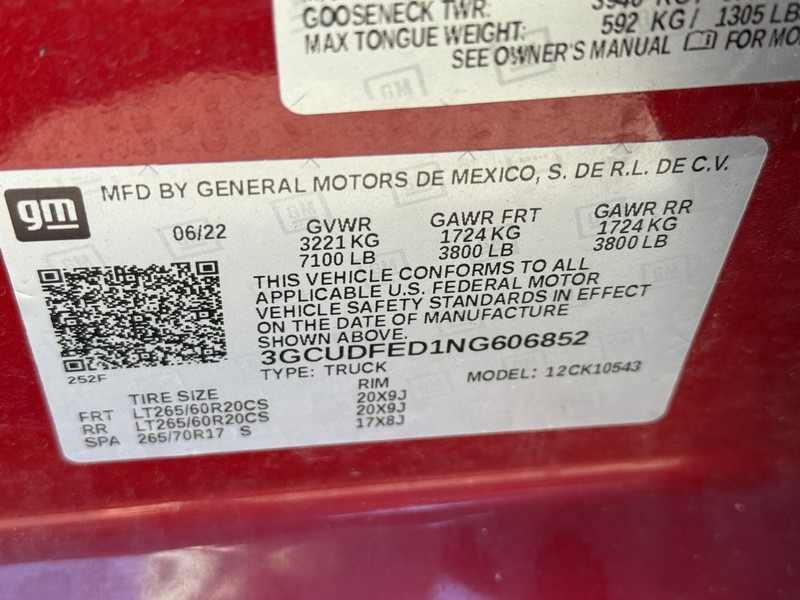 GOOSENECK TWR:
MAX TONGUE WEIGHT: 592 KG/ 1305 LB
SEE OWNER'S MANUAL FOR
gm
MFD BY GENERAL MOTORS DE MEXICO, S. DE R.L. DE C.V.
06/22 GVWR GAWR FRT GAWR RR
3221 KG 1724 KG 1724 KG
7100 LB 3800 LB 3800 LB
THIS VEHICLE CONFORMS TO ALL
APPLICABLE U.S. FEDERAL MOTOR
VEHICLE SAFETY STANDARDS IN EFFECT
ON THE DATE OF MANUFACTURE
SHOWN ABOVE.
3GCUDFED1NG606852
252F
TYPE: TRUCK MODEL: 12CK10543
TIRE SIZE RIM
FRT LT265/60R20CS 20X9J
RR LT265/60R20CS 20X9J
SPA 265/70R17 S 17X8J